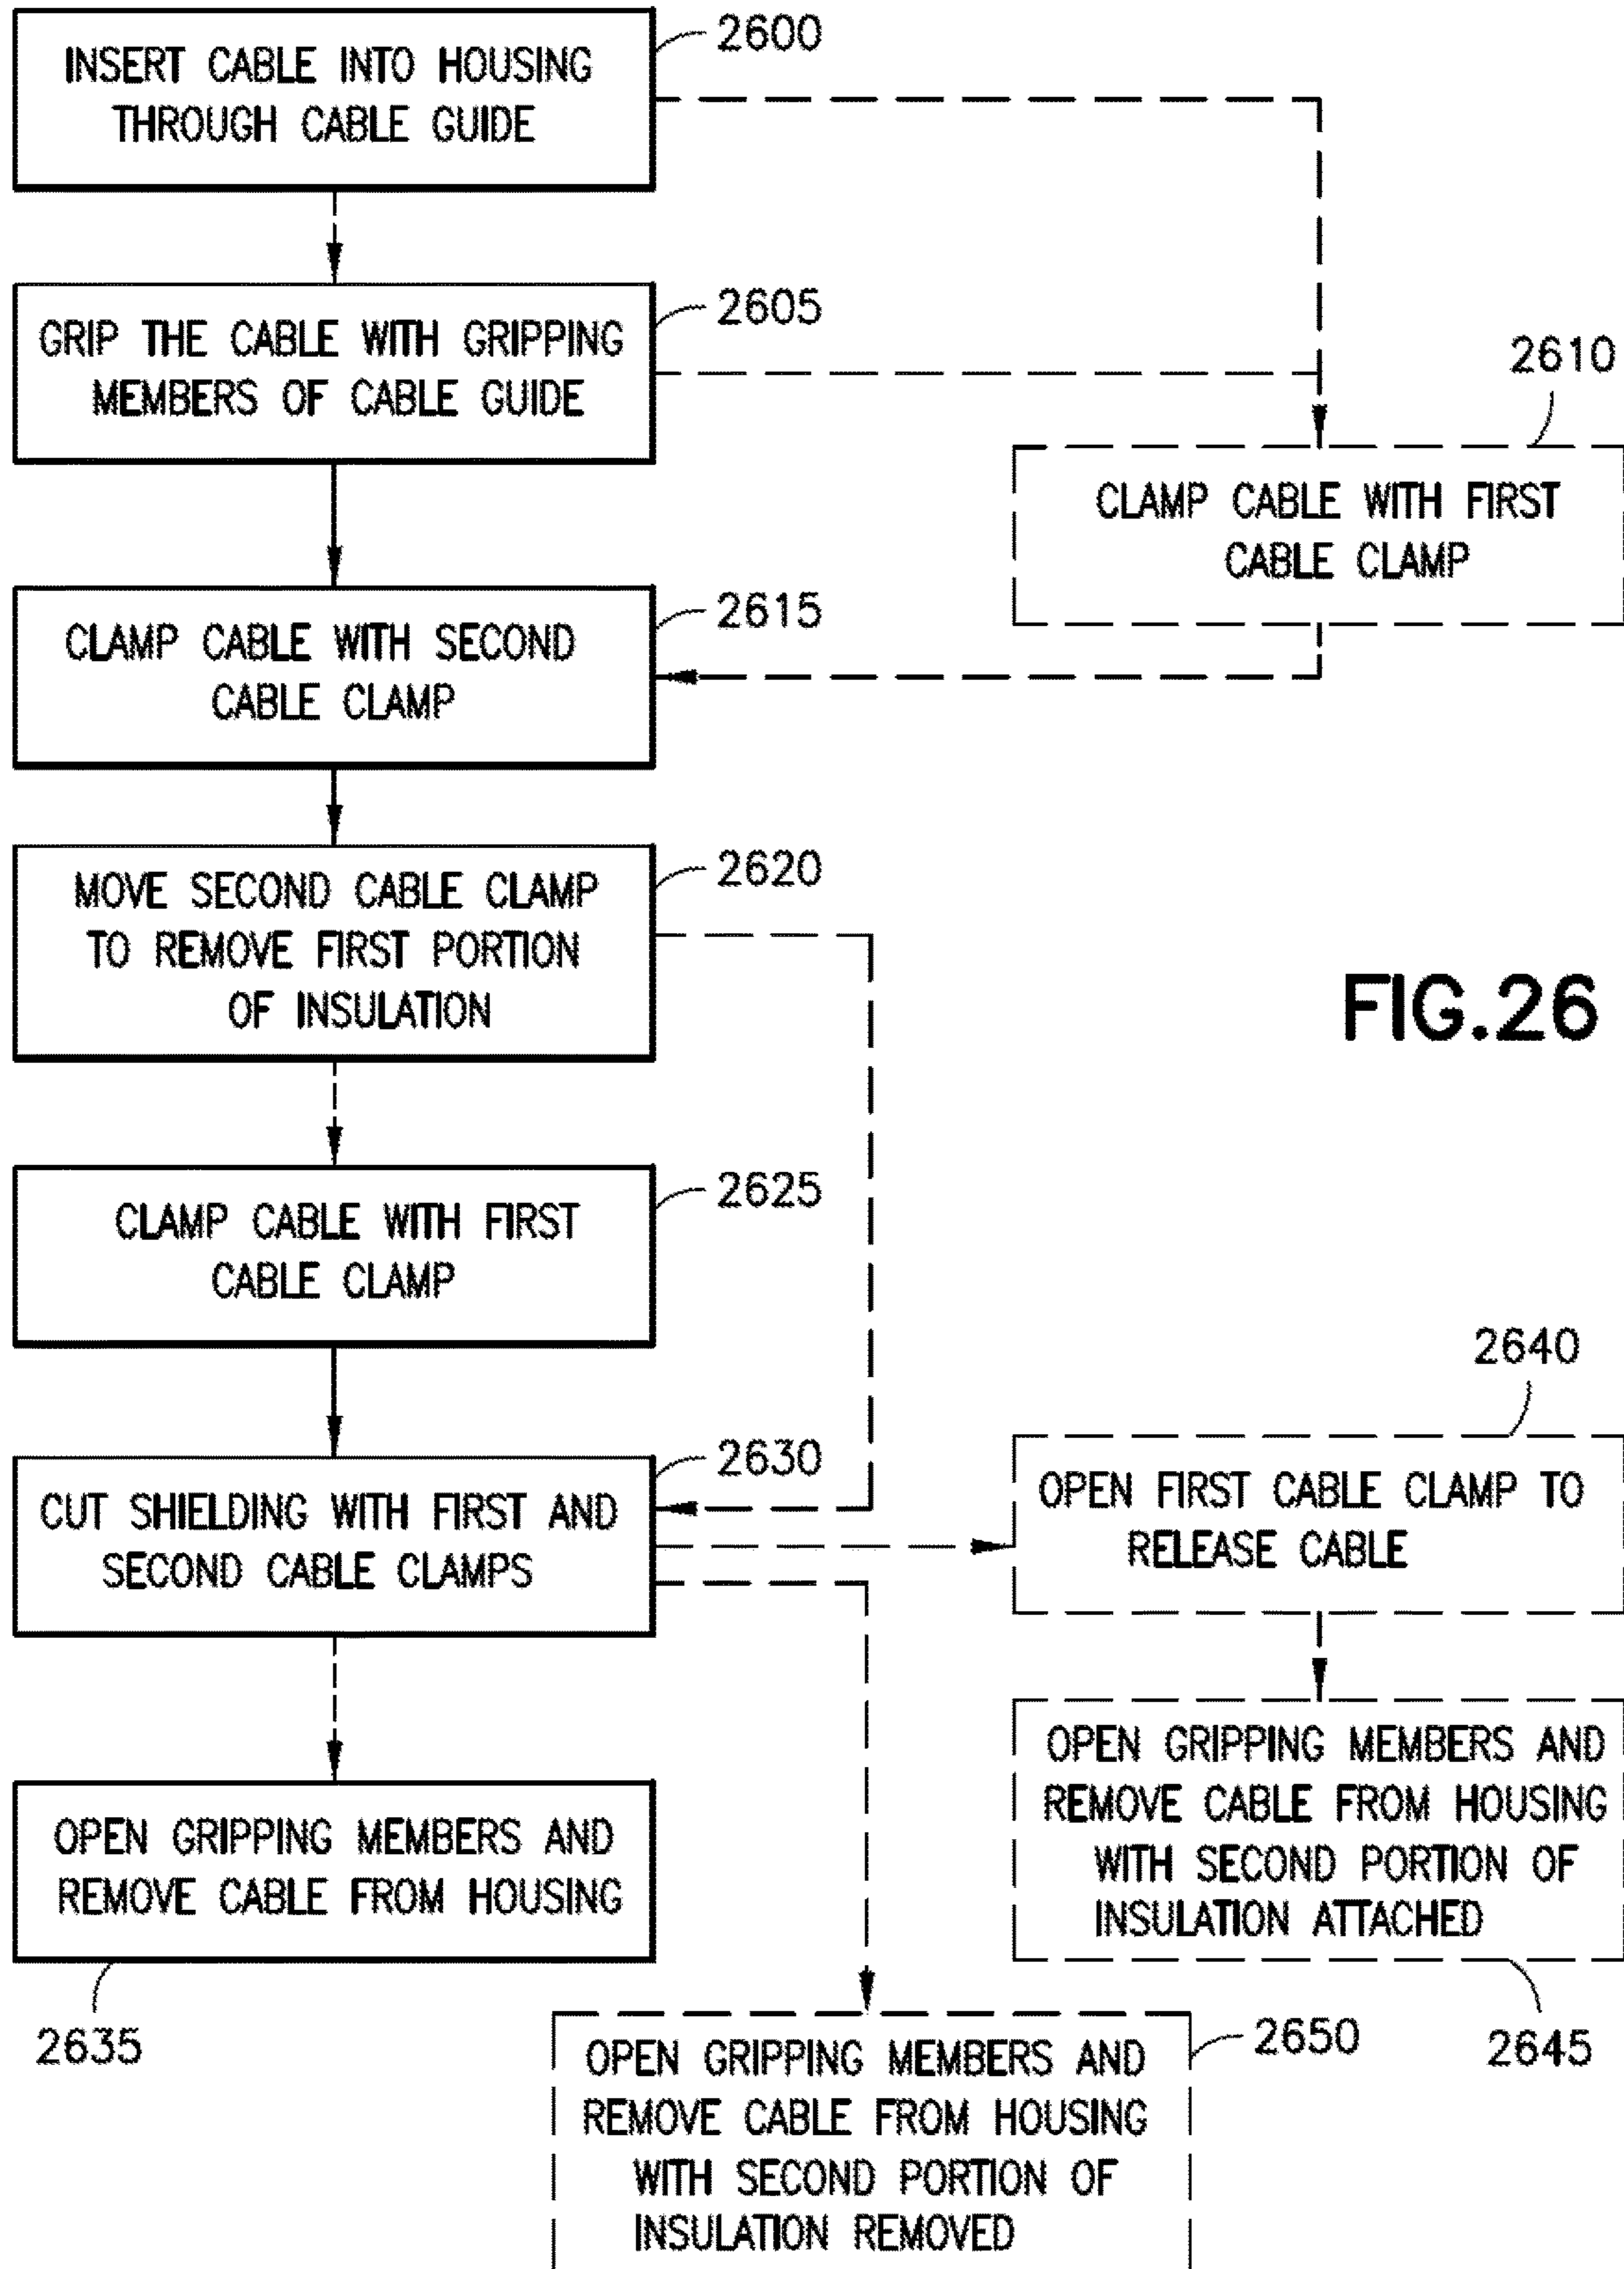 INSERT CABLE INTO HOUSING
THROUGH CABLE GUIDE
2600
GRIP THE CABLE WITH GRIPPING
MEMBERS OF CABLE GUIDE
2605
CLAMP CABLE WITH FIRST
CABLE CLAMP
2610
CLAMP CABLE WITH SECOND
CABLE CLAMP
2615
MOVE SECOND CABLE CLAMP
TO REMOVE FIRST PORTION
OF INSULATION
2620
FIG.26
CLAMP CABLE WITH FIRST
CABLE CLAMP
2625
CUT SHIELDING WITH FIRST AND
SECOND CABLE CLAMPS
2630
OPEN FIRST CABLE CLAMP TO
RELEASE CABLE
2640
OPEN GRIPPING MEMBERS AND
REMOVE CABLE FROM HOUSING
2635
OPEN GRIPPING MEMBERS AND
REMOVE CABLE FROM HOUSING
WITH SECOND PORTION OF
INSULATION ATTACHED
2645
OPEN GRIPPING MEMBERS AND
REMOVE CABLE FROM HOUSING
WITH SECOND PORTION OF
INSULATION REMOVED
2650